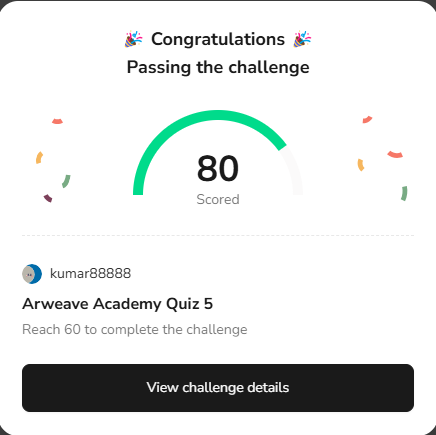 🎉 Congratulations 🎉
Passing the challenge
80
Scored
kumar88888
Arweave Academy Quiz 5
Reach 60 to complete the challenge
View challenge details